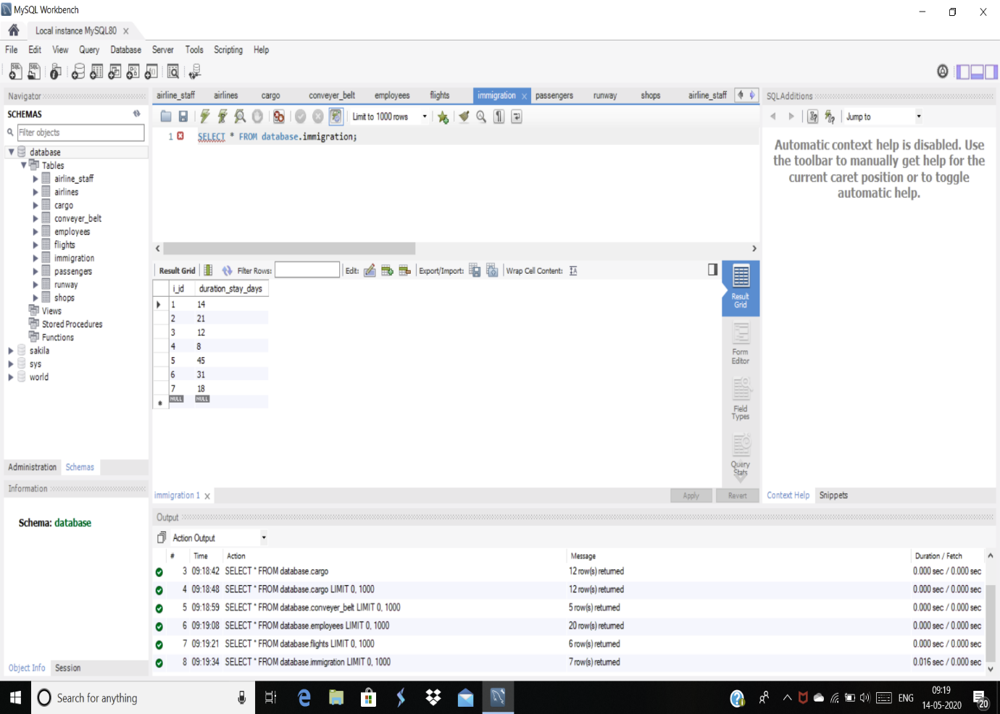 MySQL Workbench
Local instance MySQL80 x
File Edit View Query Database Server Tools Scripting Help
Navigator
airline_staff airlines cargo conveyer_belt employees flights immigration x passengers runway shops airline_staff
SQLAdditions
SCHEMAS
Filter objects
Limit to 1000 rows
Jump to
1 SELECT * FROM database.immigration;
Automatic context help is disabled. Use
the toolbar to manually get help for the
current caret position or to toggle
automatic help.
database
Tables
airline_staff
airlines
cargo
conveyer_belt
employees
flights
immigration
passengers
runway
shops
Views
Stored Procedures
Functions
sakila
sys
world
Result Grid Filter Rows: Edit: Export/Import: Wrap Cell Content:
i_id duration_stay_days
1 14
2 21
3 12
4 8
5 45
6 31
7 18
NULL NULL
Result
Grid
Form
Editor
Field
Types
Query
Stats
Administration Schemas
Information
immigration 1 x
Apply Revert
Context Help Snippets
Schema: database
Output
Action Output
# Time Action Message Duration / Fetch
3 09:18:42 SELECT * FROM database.cargo 12 row(s) returned 0.000 sec / 0.000 sec
4 09:18:48 SELECT * FROM database.cargo LIMIT 0, 1000 12 row(s) returned 0.000 sec / 0.000 sec
5 09:18:59 SELECT * FROM database.conveyer_belt LIMIT 0, 1000 5 row(s) returned 0.000 sec / 0.000 sec
6 09:19:08 SELECT * FROM database.employees LIMIT 0, 1000 20 row(s) returned 0.000 sec / 0.000 sec
7 09:19:21 SELECT * FROM database.flights LIMIT 0, 1000 6 row(s) returned 0.000 sec / 0.000 sec
8 09:19:34 SELECT * FROM database.immigration LIMIT 0, 1000 7 row(s) returned 0.016 sec / 0.000 sec
Object Info Session
Search for anything
ENG
09:19
14-05-2020
20